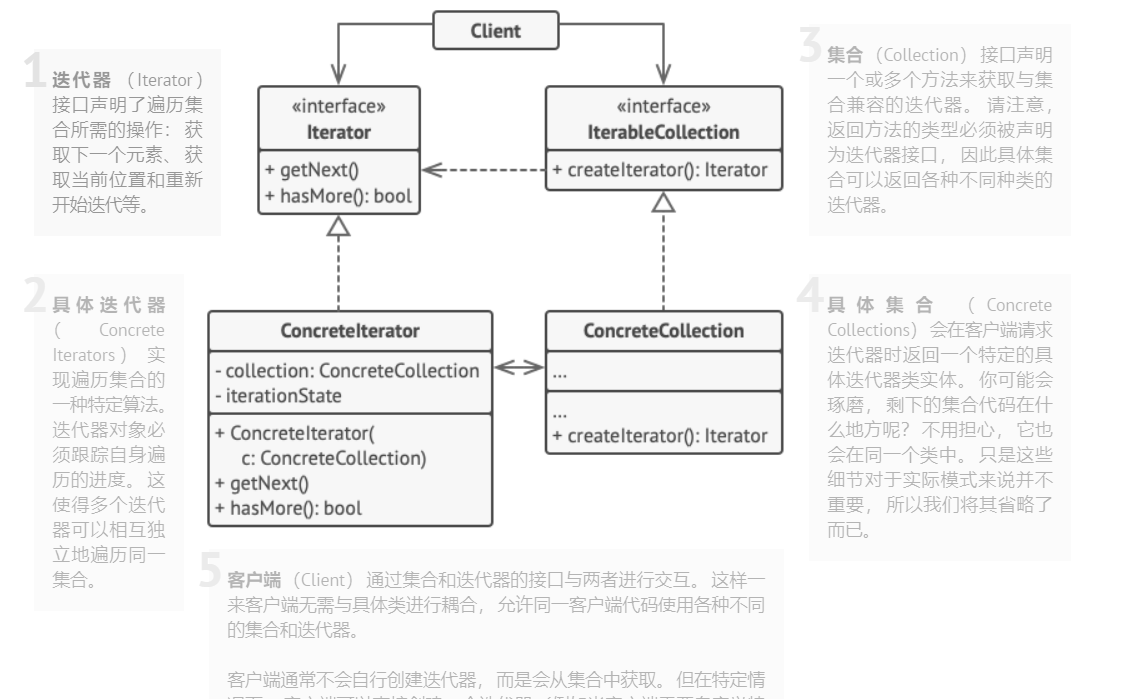 Client
1
迭代器 （Iterator）
接口声明了遍历集
合所需的操作： 获
取下一个元素、 获
取当前位置和重新
开始迭代等。
«interface»
Iterator
+ getNext()
+ hasMore(): bool
«interface»
IterableCollection
+ createIterator(): Iterator
3
集合 （Collection） 接口声明
一个或多个方法来获取与集
合兼容的迭代器。 请注意，
返回方法的类型必须被声明
为迭代器接口， 因此具体集
合可以返回各种不同种类的
迭代器。
2
具体迭代器
（ Concrete
Iterators） 实
现遍历集合的
一种特定算法。
迭代器对象必
须跟踪自身遍
历的进度。 这
使得多个迭代
器可以相互独
立地遍历同一
集合。
ConcreteIterator
- collection: ConcreteCollection
- iterationState
+ ConcreteIterator(
c: ConcreteCollection)
+ getNext()
+ hasMore(): bool
ConcreteCollection
...
...
+ createIterator(): Iterator
4
具体集合 （ Concrete
Collections） 会在客户端请求
迭代器时返回一个特定的具
体迭代器类实体。 你可能会
琢磨， 剩下的集合代码在什
么地方呢？ 不用担心， 它也
会在同一个类中。 只是这些
细节对于实际模式来说并不
重要， 所以我们将其省略了
而已。
5
客户端 （Client） 通过集合和迭代器的接口与两者进行交互。 这样一
来客户端无需与具体类进行耦合， 允许同一客户端代码使用各种不同
的集合和迭代器。
客户端通常不会自行创建迭代器， 而是会从集合中获取。 但在特定情